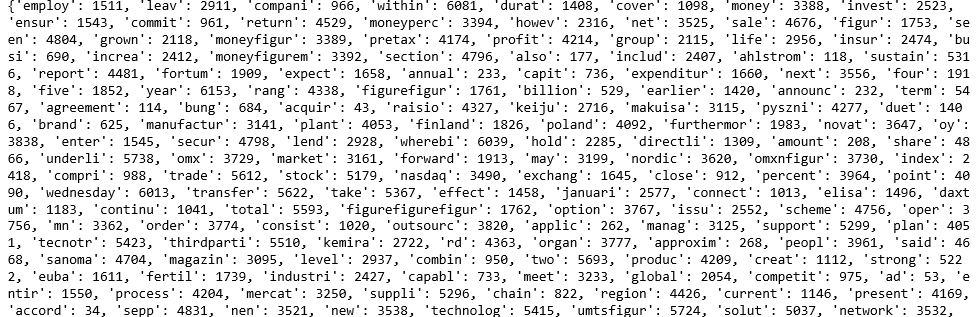 {'employ': 1511, 'leav': 2911, 'compani': 966, 'within': 6081, 'durat': 1408, 'cover': 1098, 'money': 3388, 'invest': 2523,
'ensur': 1543, 'commit': 961, 'return': 4529, 'moneyperc': 3394, 'howev': 2316, 'net': 3525, 'sale': 4676, 'figur': 1753, 'se
en': 4804, 'grown': 2118, 'moneyfigur': 3389, 'pretax': 4174, 'profit': 4214, 'group': 2115, 'life': 2956, 'insur': 2474, 'bu
si': 690, 'increa': 2412, 'moneyfigurem': 3392, 'section': 4796, 'also': 177, 'includ': 2407, 'ahlstrom': 118, 'sustain': 531
6, 'report': 4481, 'fortum': 1909, 'expect': 1658, 'annual': 233, 'capit': 736, 'expenditur': 1660, 'next': 3556, 'four': 191
8, 'five': 1852, 'year': 6153, 'rang': 4338, 'figurefigur': 1761, 'billion': 529, 'earlier': 1420, 'announc': 232, 'term': 54
67, 'agreement': 114, 'bung': 684, 'acquir': 43, 'raisio': 4327, 'keiju': 2716, 'makuisa': 3115, 'pyszni': 4277, 'duet': 140
6, 'brand': 625, 'manufactur': 3141, 'plant': 4053, 'finland': 1826, 'poland': 4092, 'furthermor': 1983, 'novat': 3647, 'oy':
3838, 'enter': 1545, 'secur': 4798, 'lend': 2928, 'wherebi': 6039, 'hold': 2285, 'directli': 1309, 'amount': 208, 'share': 48
66, 'underli': 5738, 'omx': 3729, 'market': 3161, 'forward': 1913, 'may': 3199, 'nordic': 3620, 'omxnfigur': 3730, 'index': 2
418, 'compri': 988, 'trade': 5612, 'stock': 5179, 'nasdaq': 3490, 'exchang': 1645, 'close': 912, 'percent': 3964, 'point': 40
90, 'wednesday': 6013, 'transfer': 5622, 'take': 5367, 'effect': 1458, 'januari': 2577, 'connect': 1013, 'elisa': 1496, 'daxt
um': 1183, 'continu': 1041, 'total': 5593, 'figurefigurefigur': 1762, 'option': 3767, 'issu': 2552, 'scheme': 4756, 'oper': 3
756, 'mn': 3362, 'order': 3774, 'consist': 1020, 'outsourc': 3820, 'applic': 262, 'manag': 3125, 'support': 5299, 'plan': 405
1, 'tecnotr': 5423, 'thirdparti': 5510, 'kemira': 2722, 'rd': 4363, 'organ': 3777, 'approxim': 268, 'peopl': 3961, 'said': 46
68, 'sanoma': 4704, 'magazin': 3095, 'level': 2937, 'combin': 950, 'two': 5693, 'produc': 4209, 'creat': 1112, 'strong': 522
2, 'euba': 1611, 'fertil': 1739, 'industri': 2427, 'capabl': 733, 'meet': 3233, 'global': 2054, 'competit': 975, 'ad': 53, 'e
ntir': 1550, 'process': 4204, 'mercat': 3250, 'suppli': 5296, 'chain': 822, 'region': 4426, 'current': 1146, 'present': 4169,
'accord': 34, 'sepp': 4831, 'nen': 3521, 'new': 3538, 'technolog': 5415, 'umtsfigur': 5724, 'solut': 5037, 'network': 3532,